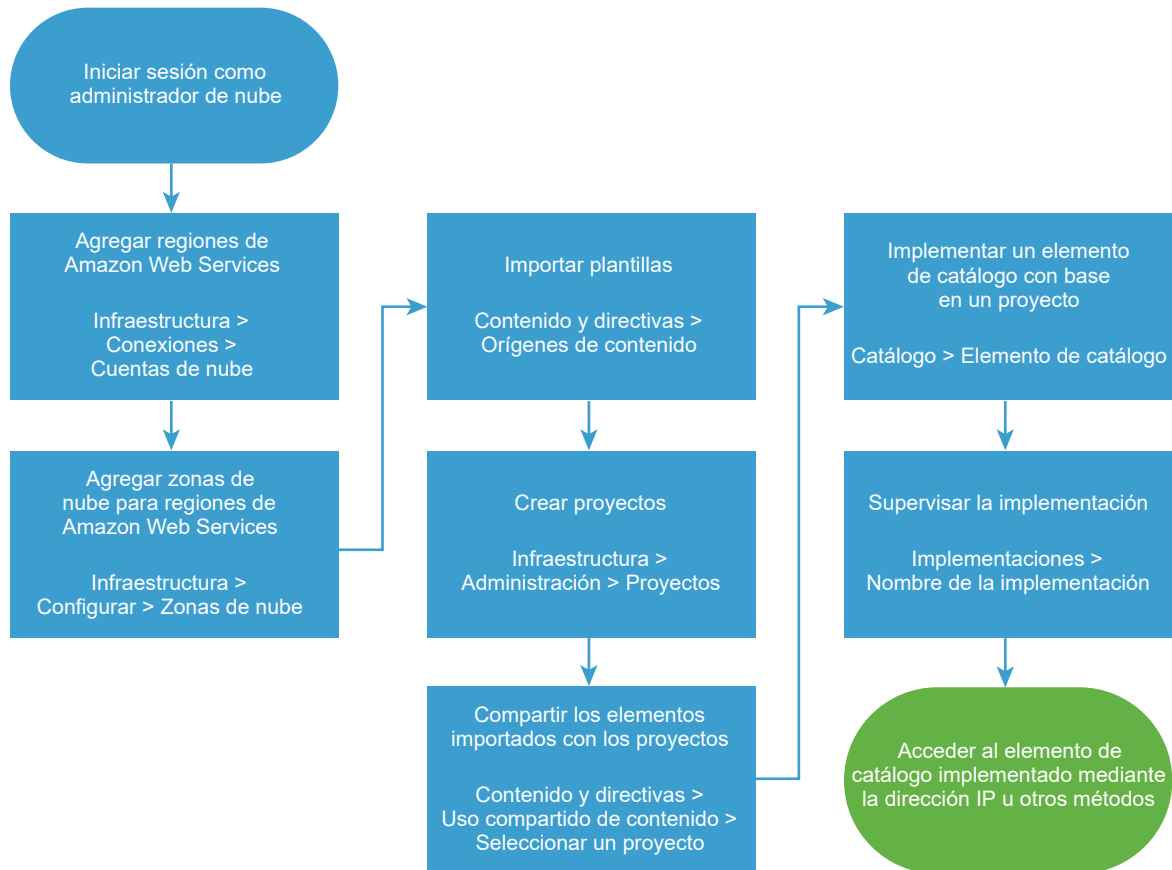 Iniciar sesión como
administrador de nube
Agregar regiones de
Amazon Web Services
Infraestructura >
Conexiones >
Cuentas de nube
Agregar zonas de
nube para regiones de
Amazon Web Services
Infraestructura >
Configurar > Zonas de nube
Importar plantillas
Contenido y directivas >
Orígenes de contenido
Crear proyectos
Infraestructura >
Administración > Proyectos
Compartir los elementos
importados con los proyectos
Contenido y directivas >
Uso compartido de contenido >
Seleccionar un proyecto
Implementar un elemento
de catálogo con base
en un proyecto
Catálogo > Elemento de catálogo
Supervisar la implementación
Implementaciones >
Nombre de la implementación
Acceder al elemento de
catálogo implementado mediante
la dirección IP u otros métodos